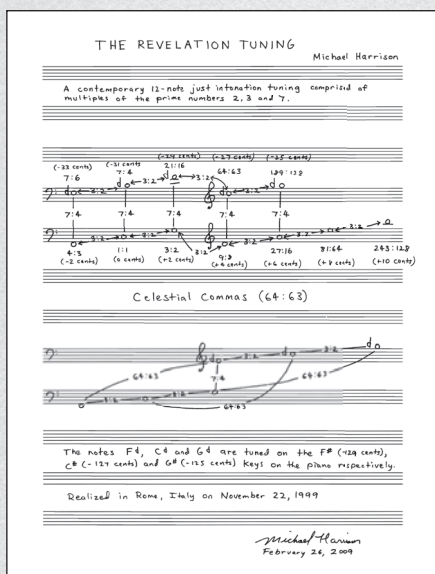 THE REVELATION TUNING
Michael Harrison
A contemporary 12-note just intonation tuning comprised of
multiples of the prime numbers 2, 3 and 7.
(-33 cents) (-31 cents) (-29 cents) (-27 cents) (-25 cents)
7:6 7:4 21:16 64:63 189:128
3:2 3:2 3:2 3:2
7:4 7:4 7:4 7:4 7:4
3:2 3:2 3:2 3:2 3:2 3:2
4:3 1:1 3:2 9:8 27:16 81:64 243:128
(-2 cents) (0 cents) (+2 cents) (+4 cents) (+6 cents) (+8 cents) (+10 cents)
Celestial Commas (64:63)
3:2 3:2
64:63 7:4 64:63
3:2 3:2
64:63
The notes Fd, Cd and Gd are tuned on the F# (-129 cents),
C# (-127 cents) and G# (-125 cents) keys on the piano respectively.
Realized in Rome, Italy on November 22, 1999
Michael Harrison
February 26, 2009